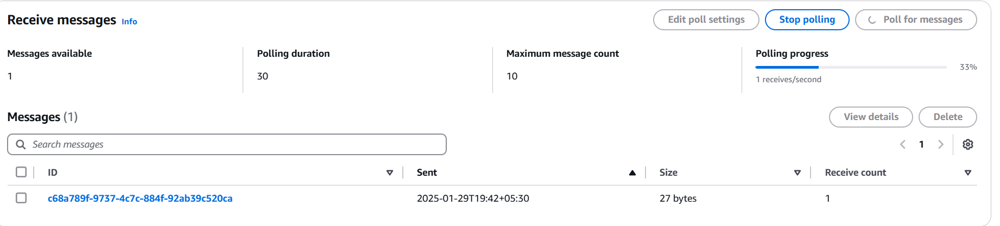 Receive messages Info Edit poll settings Stop polling Poll for messages
Messages available Polling duration Maximum message count Polling progress
1 30 10 33%
1 receives/second
Messages (1) View details Delete
Search messages 1
ID Sent Size Receive count
c68a789f-9737-4c7c-884f-92ab39c520ca 2025-01-29T19:42+05:30 27 bytes 1